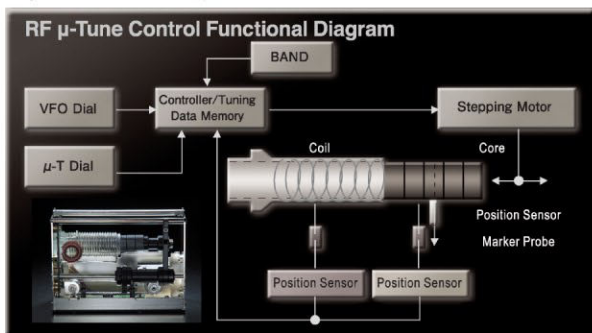 RF μ-Tune Control Functional Diagram
BAND
VFO Dial
Controller/Tuning
Data Memory
Stepping Motor
μ-T Dial
Coil
Core
Position Sensor
Marker Probe
Position Sensor
Position Sensor